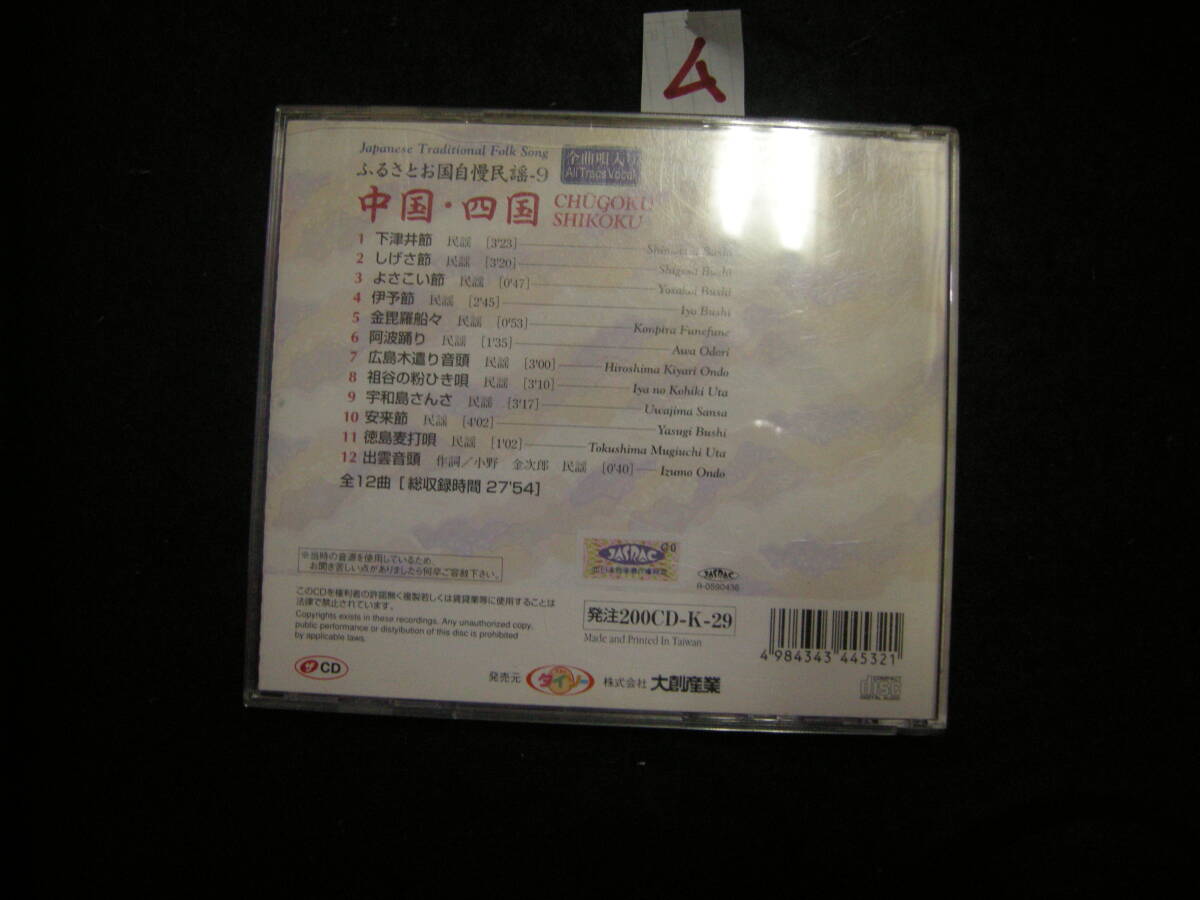 ム
Japanese Traditional Folk Song
ふるさとお国自慢民謡-9
全曲唄入り
All Tracs Vocal
中国・四国 CHŪGOKU SHIKOKU
1 下津井節 民謡 [3'23] Bushi
2 しげさ節 民謡 [3'20] Shigesa Bushi
3 よさこい節 民謡 [0'47] Yosakoi Bushi
4 伊予節 民謡 [2'45] Iyo Bushi
5 金毘羅船々 民謡 [0'53] Konpira Funefune
6 阿波踊り 民謡 [1'35] Awa Odori
7 広島木遣り音頭 民謡 [3'00] Hiroshima Kiyari Ondo
8 祖谷の粉ひき唄 民謡 [3'10] Iya no Kohiki Uta
9 宇和島さんさ 民謡 [3'17] Uwajima Sansa
10 安来節 民謡 [4'02] Yasugi Bushi
11 徳島麦打唄 民謡 [1'02] Tokushima Mugiuchi Uta
12 出雲音頭 作詞/小野 金次郎 民謡 [0'40] Izumo Ondo
全12曲 [総収録時間 27'54]
※当時の音源を使用しているため
お聞き苦しい点がありましたら何卒ご容赦下さい。
JASRAC
JASRAC
R-0590436
このCDを権利者の許諾無く複製若しくは賃貸業等に使用することは
法律で禁止されています。
Copyrights exists in these recordings. Any unauthorized copy,
public performance or distyibution of this disc is prohibited
by applicable laws.
発注200CD-K-29
Made and Printed In Taiwan
4 984343 445321
ザCD
発売元 ダイソー 株式会社 大創産業
COMPACT
disc
DIGITAL AUDIO